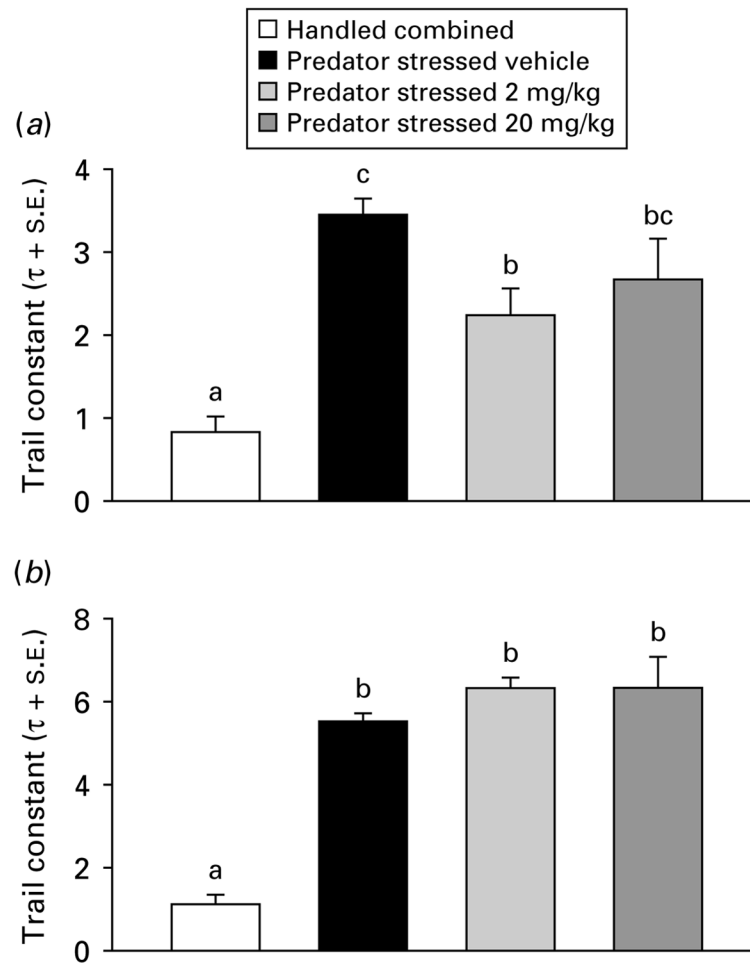 Handled combined
Predator stressed vehicle
Predator stressed 2 mg/kg
Predator stressed 20 mg/kg
(a)
Trail constant (τ + S.E.)
4
3
2
1
0
a
c
b
bc
(b)
Trail constant (τ + S.E.)
8
6
4
2
0
a
b
b
b